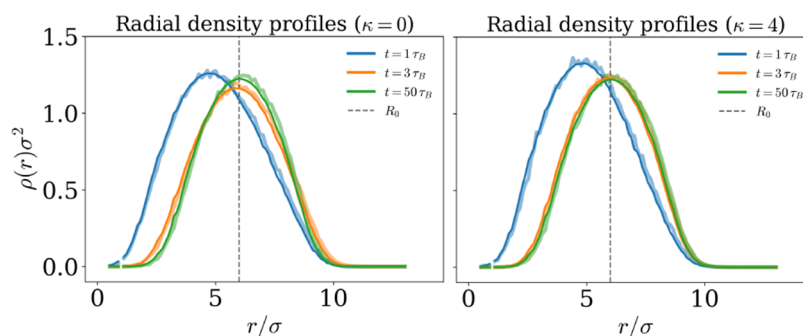 Radial density profiles (κ = 0)
1.5
1.0
0.5
0.0
ρ(r)σ²
t = 1 τ_B
t = 3 τ_B
t = 50 τ_B
R₀
0
5
10
r/σ
Radial density profiles (κ = 4)
t = 1 τ_B
t = 3 τ_B
t = 50 τ_B
R₀
0
5
10
r/σ